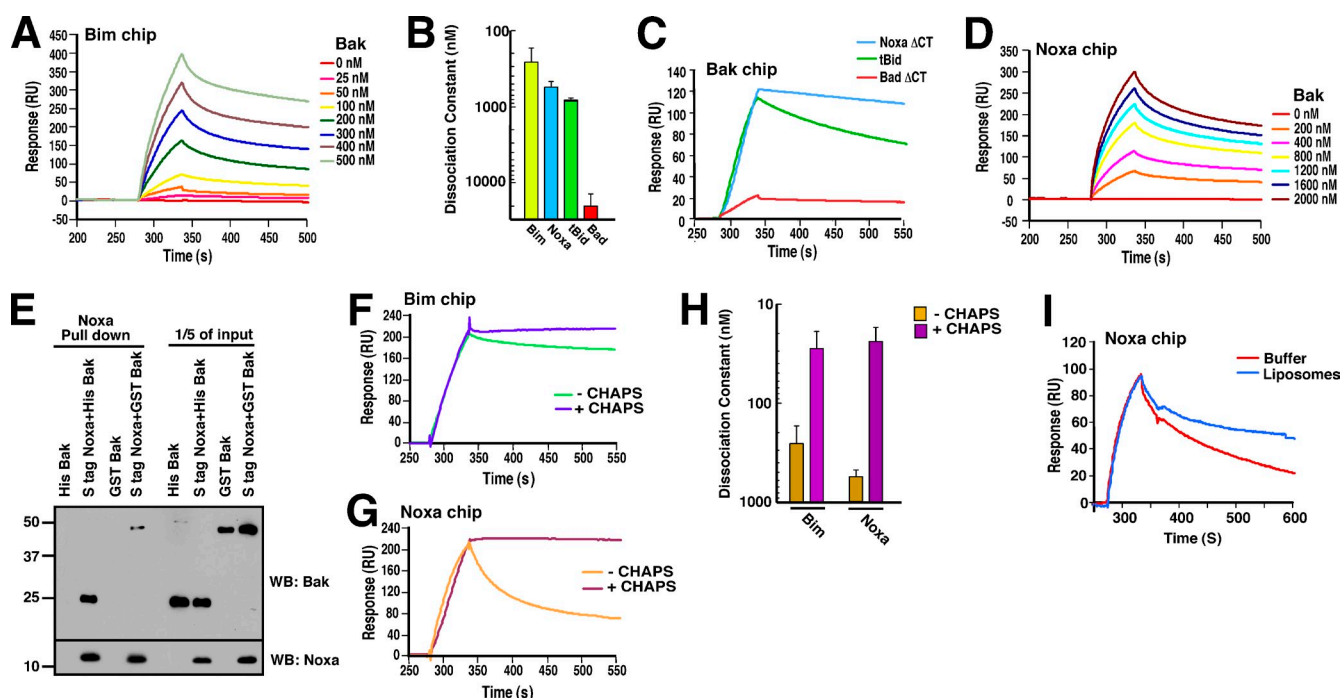 A
Bim chip
Response (RU)
450
400
350
300
250
200
150
100
50
0
-50
200 250 300 350 400 450 500
Time (s)
Bak
0 nM
25 nM
50 nM
100 nM
200 nM
300 nM
400 nM
500 nM
B
Dissociation Constant (nM)
100
1000
10000
Bim
Noxa
tBid
Bad
C
Bak chip
Noxa ΔCT
tBid
Bad ΔCT
Response (RU)
120
100
80
60
40
20
0
250 300 350 400 450 500 550
Time (s)
D
Noxa chip
Response (RU)
350
300
250
200
150
100
50
0
-50
200 250 300 350 400 450 500
Time (s)
Bak
0 nM
200 nM
400 nM
800 nM
1200 nM
1600 nM
2000 nM
E
Noxa
Pull down
1/5 of input
His Bak
S tag Noxa+His Bak
GST Bak
S tag Noxa+GST Bak
His Bak
S tag Noxa+His Bak
GST Bak
S tag Noxa+GST Bak
50
37
25
10
WB: Bak
WB: Noxa
F
Bim chip
Response (RU)
240
200
160
120
80
40
0
250 300 350 400 450 500 550
Time (s)
- CHAPS
+ CHAPS
G
Noxa chip
Response (RU)
240
200
160
120
80
40
0
250 300 350 400 450 500 550
Time (s)
- CHAPS
+ CHAPS
H
Dissociation Constant (nM)
10
100
1000
Bim
Noxa
- CHAPS
+ CHAPS
I
Noxa chip
Buffer
Liposomes
Response (RU)
120
100
80
60
40
20
0
300 400 500 600
Time (S)